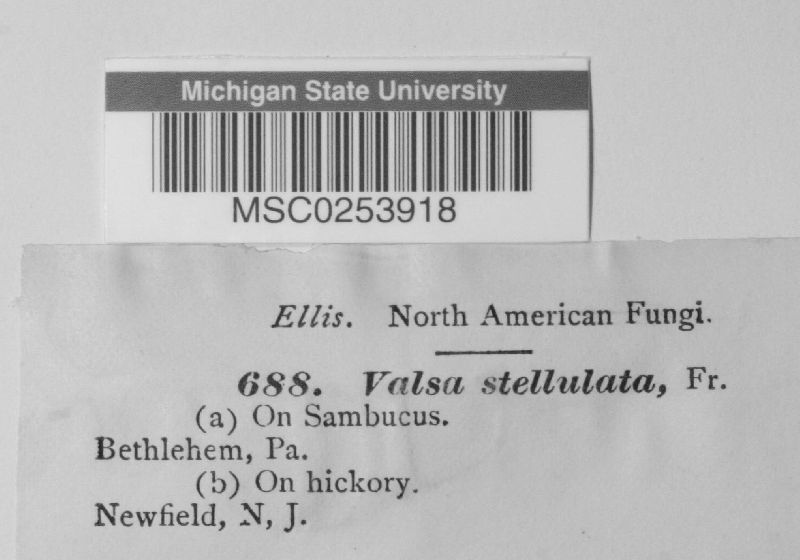 Michigan State University
MSC0253918
Ellis. North American Fungi.
688. Valsa stellulata, Fr.
(a) On Sambucus.
Bethlehem, Pa.
(b) On hickory.
Newfield, N, J.